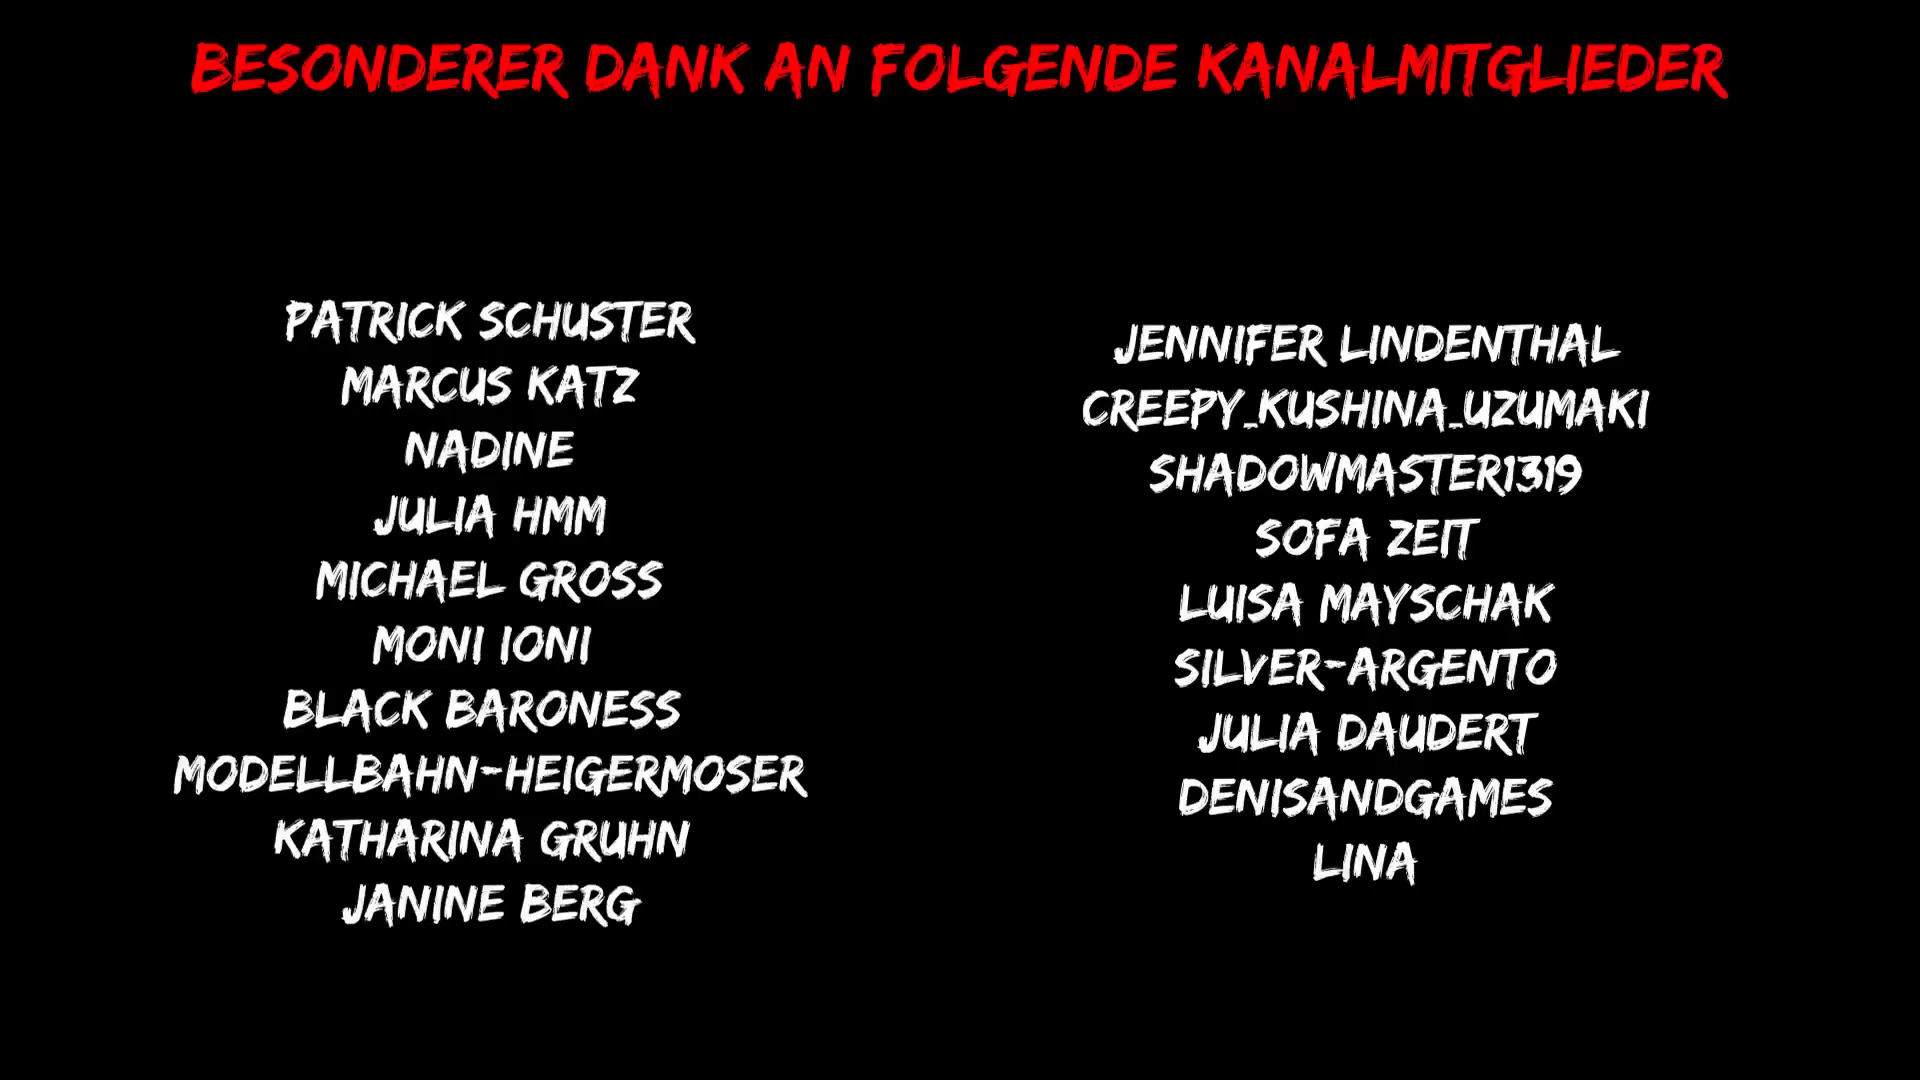 BESONDERER DANK AN FOLGENDE KANALMITGLIEDER
PATRICK SCHUSTER
MARCUS KATZ
NADINE
JULIA HMM
MICHAEL GROSS
MONI IONI
BLACK BARONESS
MODELLBAHN-HEIGERMOSER
KATHARINA GRUHN
JANINE BERG
JENNIFER LINDENTHAL
CREEPY_KUSHINA_UZUMAKI
SHADOWMASTER1319
SOFA ZEIT
LUISA MAYSCHAK
SILVER-ARGENTO
JULIA DAUDERT
DENISANDGAMES
LINA